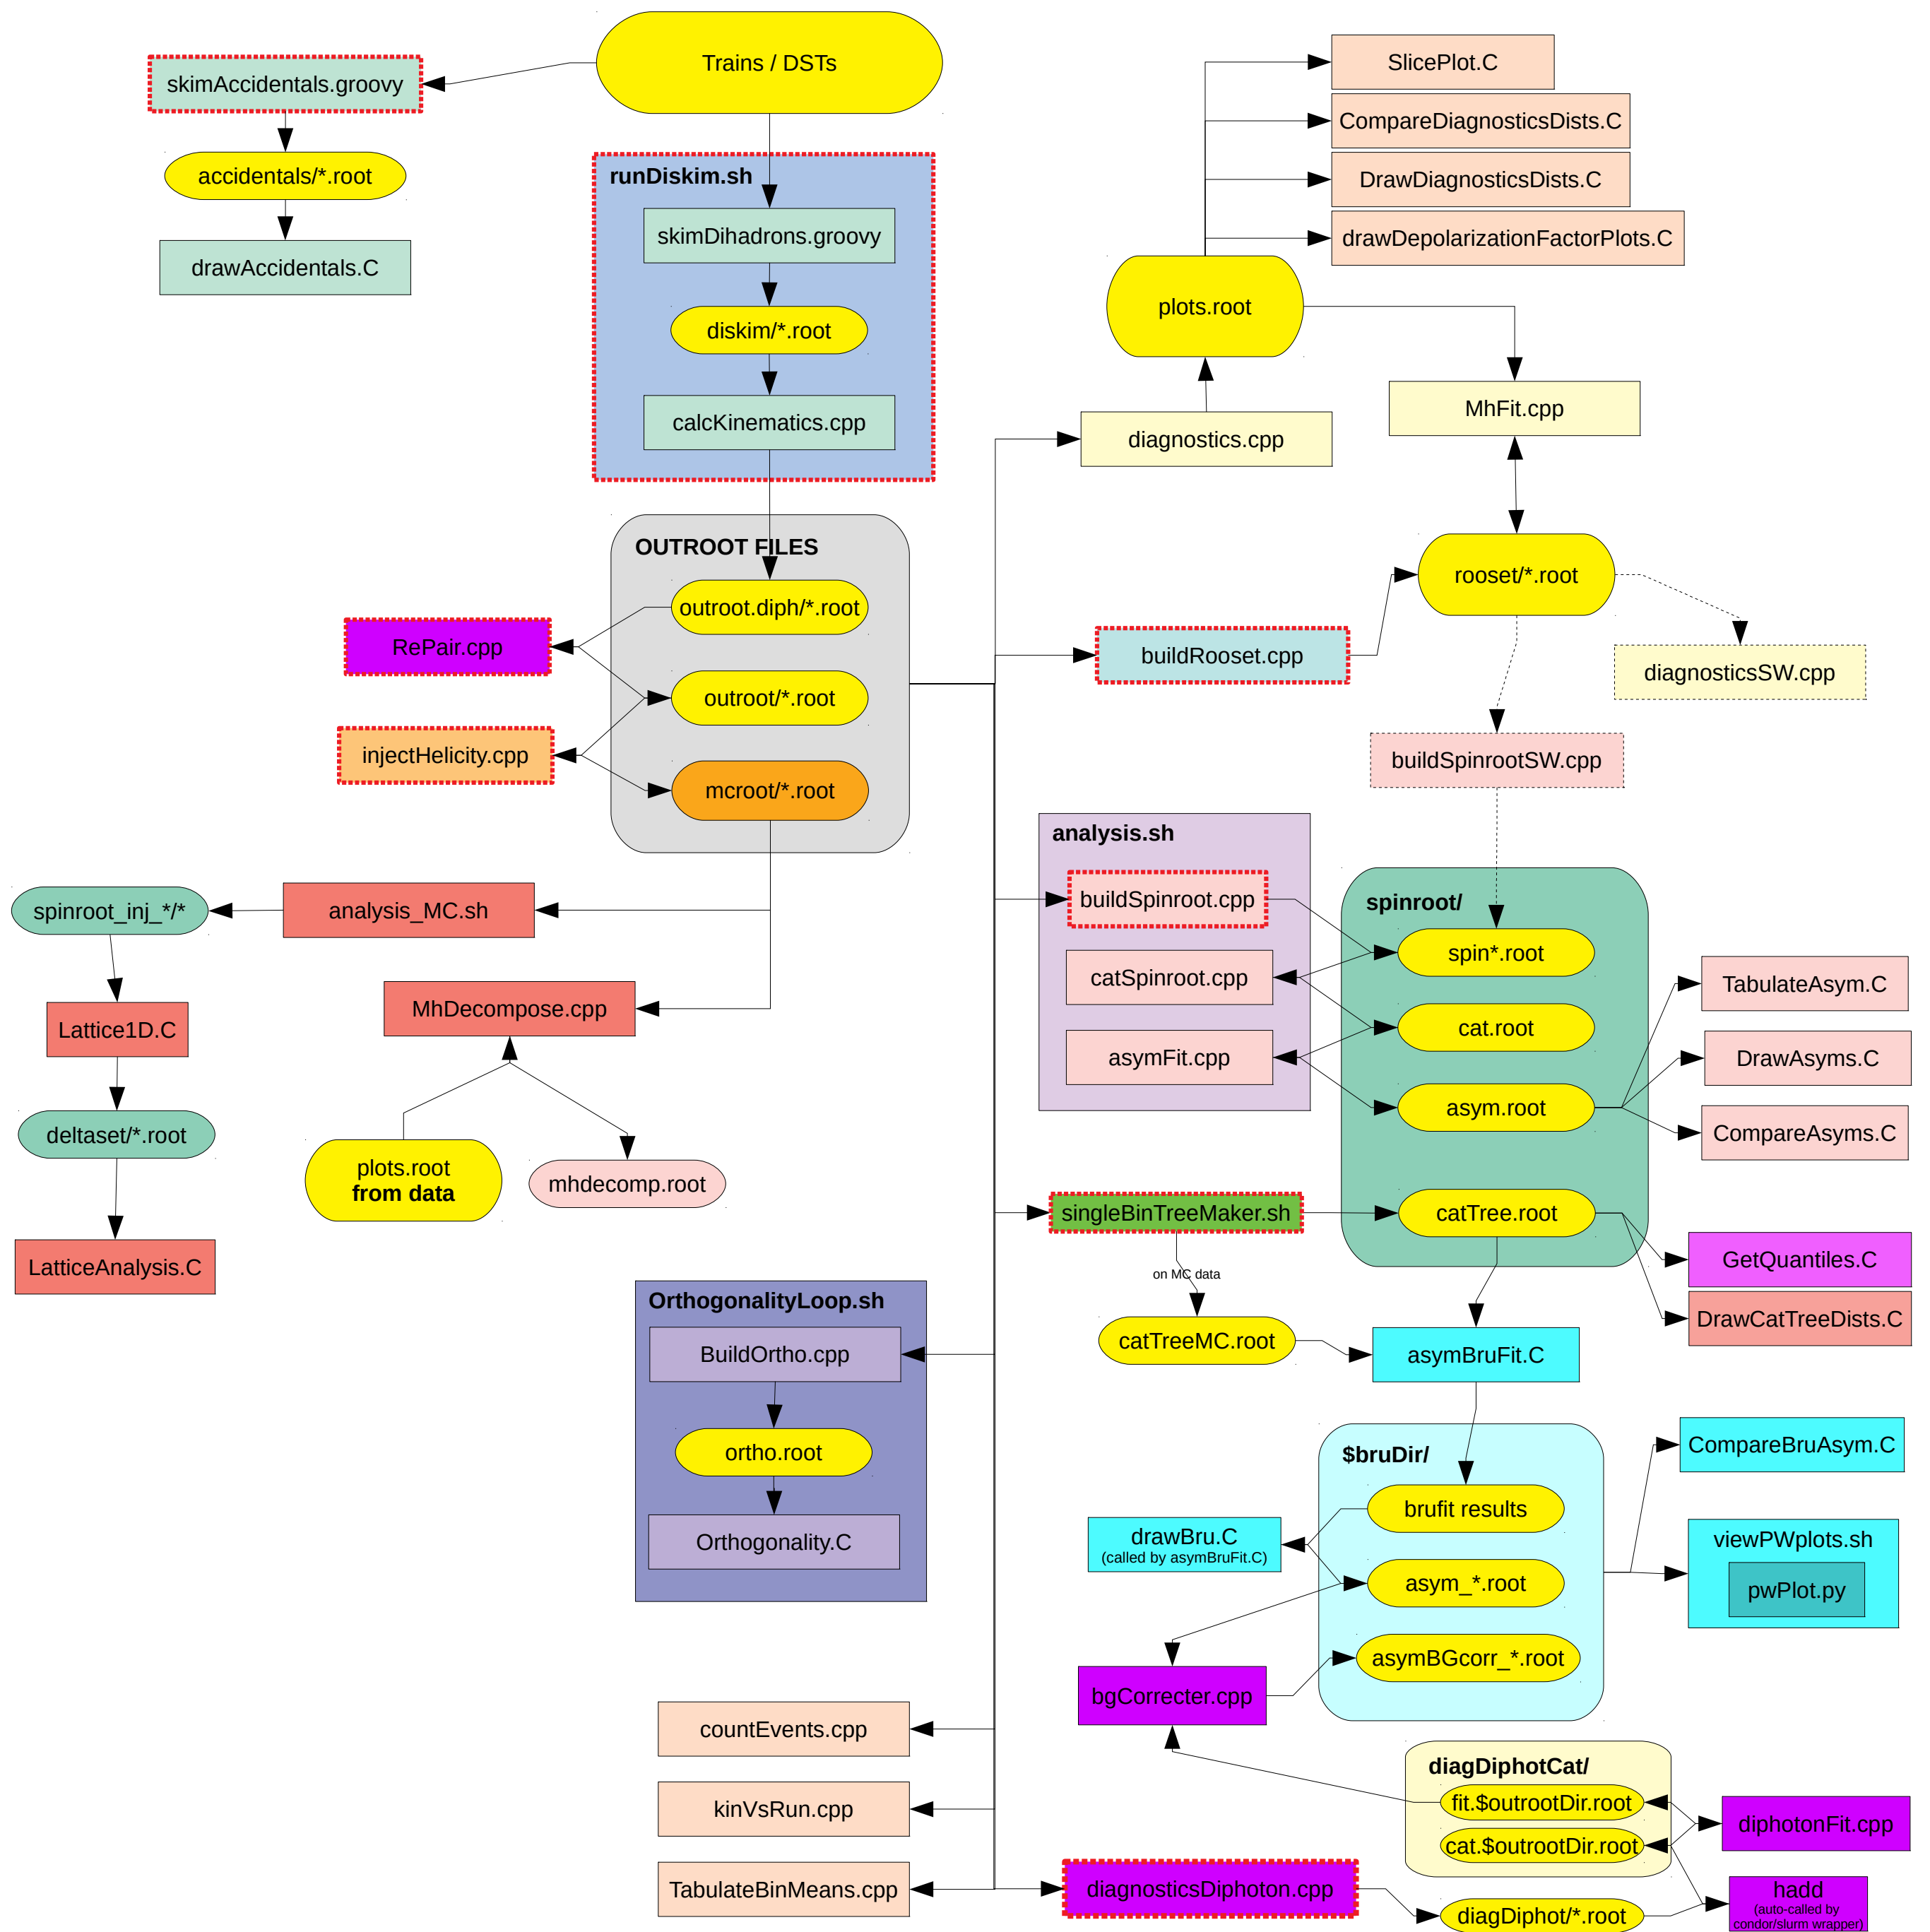 Trains / DSTs
skimAccidentals.groovy
accidentals/*.root
drawAccidentals.C
runDiskim.sh
skimDihadrons.groovy
diskim/*.root
calcKinematics.cpp
SlicePlot.C
CompareDiagnosticsDists.C
DrawDiagnosticsDists.C
drawDepolarizationFactorPlots.C
plots.root
MhFit.cpp
diagnostics.cpp
OUTROOT FILES
outroot.diph/*.root
RePair.cpp
outroot/*.root
injectHelicity.cpp
mcroot/*.root
rooset/*.root
buildRooset.cpp
diagnosticsSW.cpp
buildSpinrootSW.cpp
analysis.sh
buildSpinroot.cpp
catSpinroot.cpp
asymFit.cpp
spinroot/
spin*.root
cat.root
asym.root
catTree.root
TabulateAsym.C
DrawAsyms.C
CompareAsyms.C
GetQuantiles.C
DrawCatTreeDists.C
spinroot_inj_*/*
analysis_MC.sh
Lattice1D.C
MhDecompose.cpp
deltaset/*.root
plots.root
from data
mhdecomp.root
LatticeAnalysis.C
singleBinTreeMaker.sh
on MC data
catTreeMC.root
asymBruFit.C
OrthogonalityLoop.sh
BuildOrtho.cpp
ortho.root
Orthogonality.C
$bruDir/
brufit results
asym_*.root
asymBGcorr_*.root
drawBru.C
(called by asymBruFit.C)
CompareBruAsym.C
viewPWplots.sh
pwPlot.py
bgCorrecter.cpp
countEvents.cpp
kinVsRun.cpp
TabulateBinMeans.cpp
diagDiphotCat/
fit.$outrootDir.root
cat.$outrootDir.root
diphotonFit.cpp
diagnosticsDiphoton.cpp
diagDiphot/*.root
hadd
(auto-called by
condor/slurm wrapper)